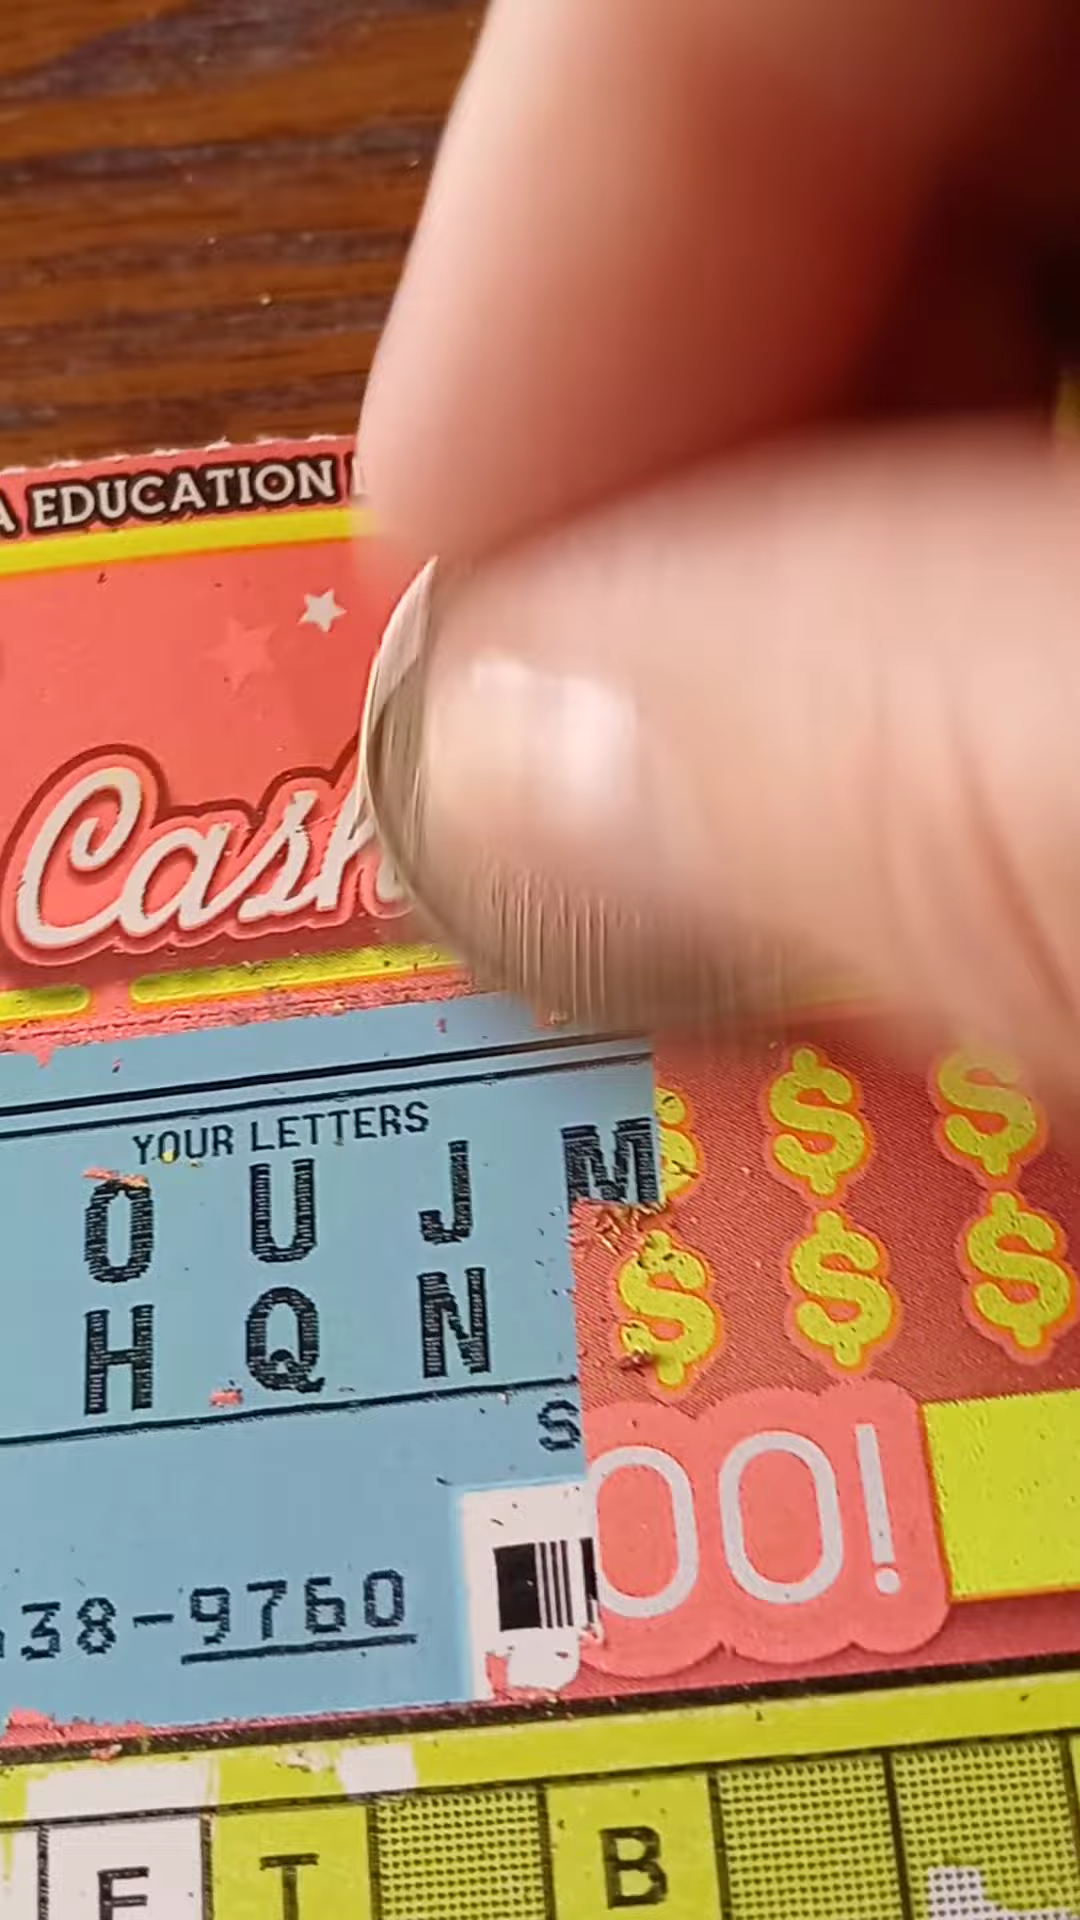 A EDUCATION
Cash
YOUR LETTERS
O U J M
H Q N
S
00!
38-9760
E T B